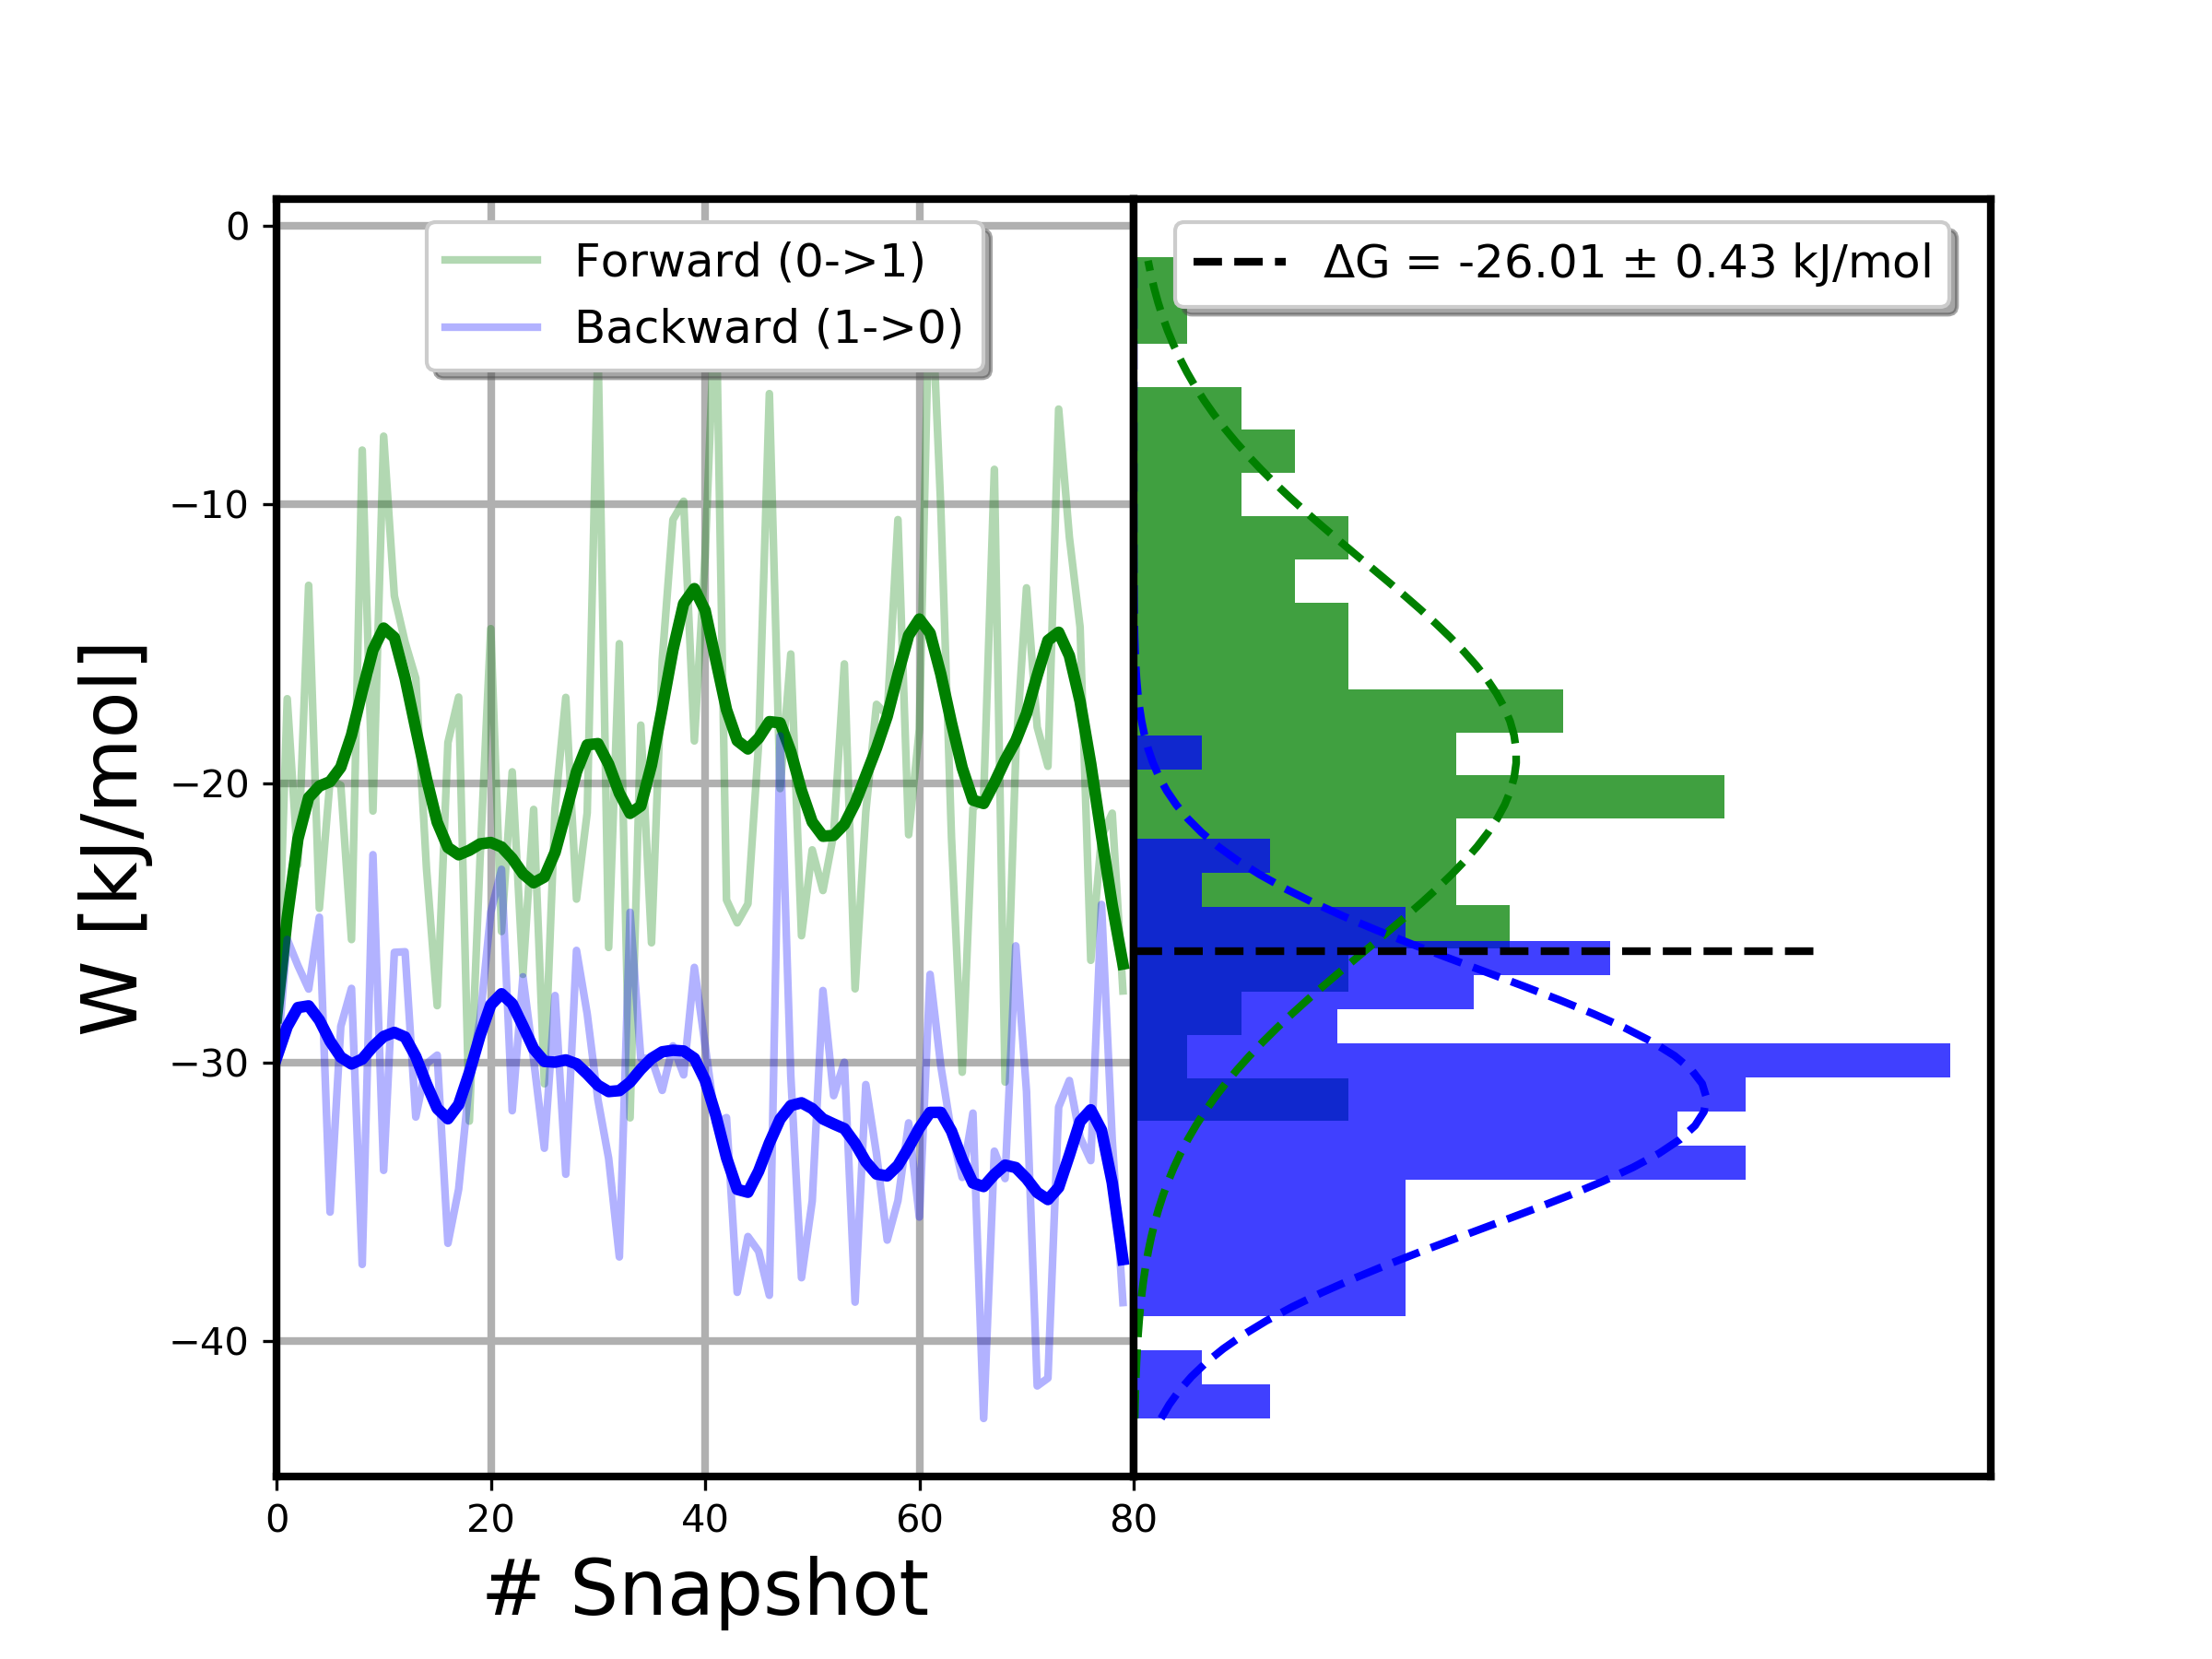 Forward (0->1)
Backward (1->0)
ΔG = -26.01 ± 0.43 kJ/mol
W [kJ/mol]
0
−10
−20
−30
−40
0 20 40 60 80
# Snapshot